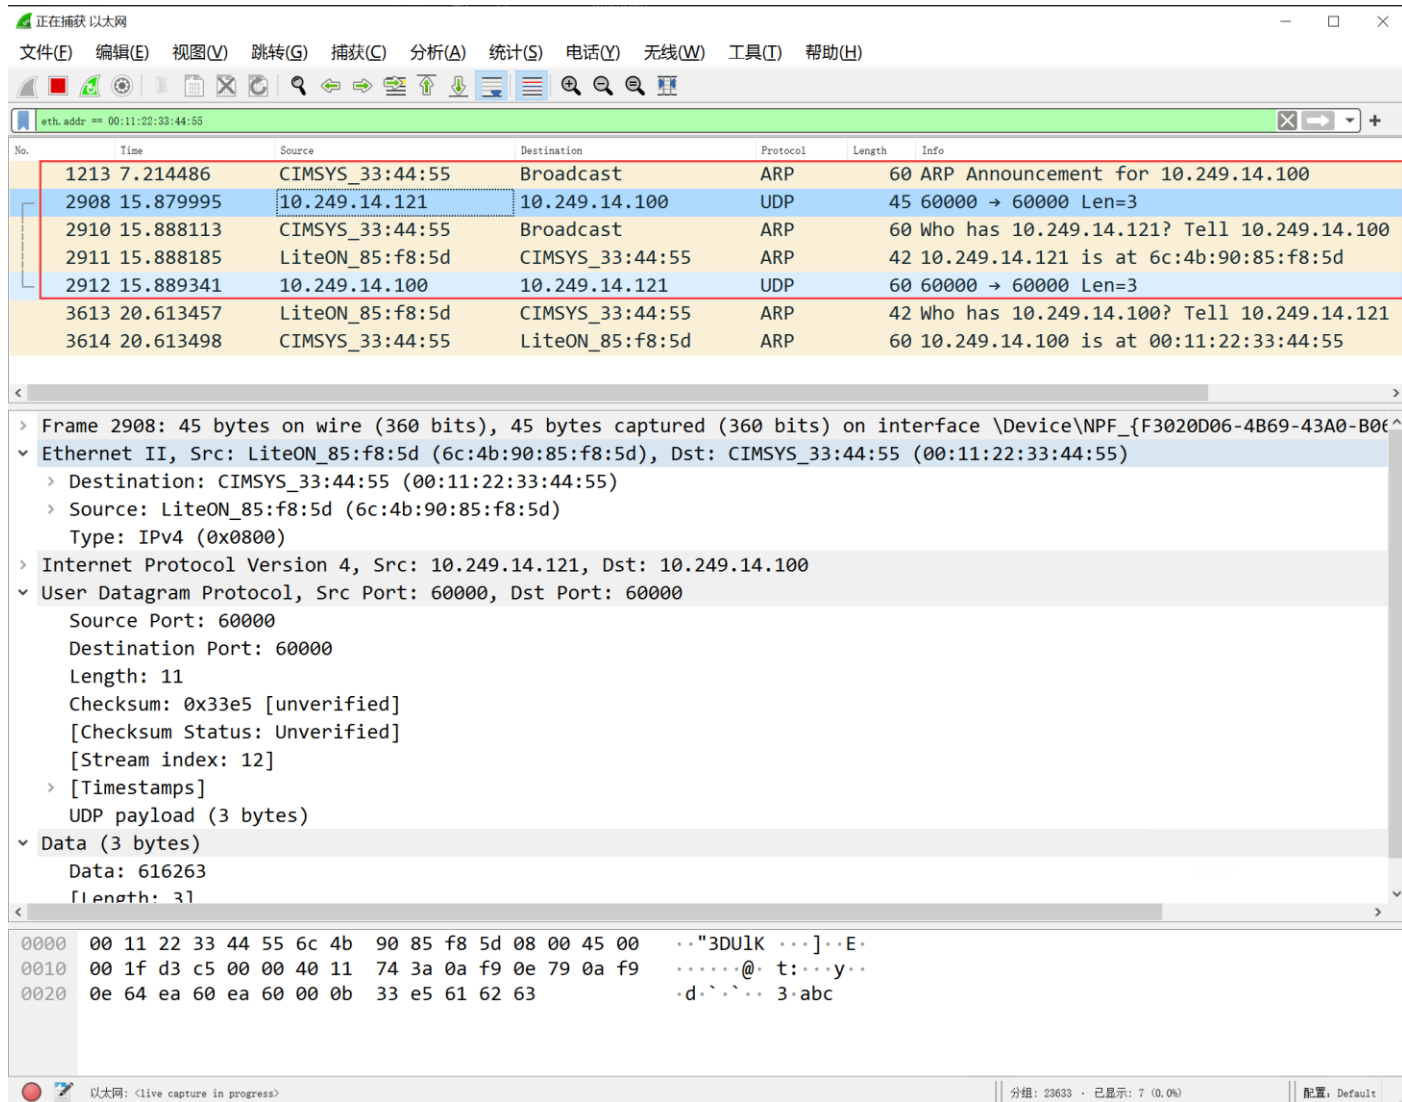 正在捕获 以太网
文件(F) 编辑(E) 视图(V) 跳转(G) 捕获(C) 分析(A) 统计(S) 电话(Y) 无线(W) 工具(T) 帮助(H)
eth.addr == 00:11:22:33:44:55
No. Time Source Destination Protocol Length Info
1213 7.214486 CIMSYS_33:44:55 Broadcast ARP 60 ARP Announcement for 10.249.14.100
2908 15.879995 10.249.14.121 10.249.14.100 UDP 45 60000 → 60000 Len=3
2910 15.888113 CIMSYS_33:44:55 Broadcast ARP 60 Who has 10.249.14.121? Tell 10.249.14.100
2911 15.888185 LiteON_85:f8:5d CIMSYS_33:44:55 ARP 42 10.249.14.121 is at 6c:4b:90:85:f8:5d
2912 15.889341 10.249.14.100 10.249.14.121 UDP 60 60000 → 60000 Len=3
3613 20.613457 LiteON_85:f8:5d CIMSYS_33:44:55 ARP 42 Who has 10.249.14.100? Tell 10.249.14.121
3614 20.613498 CIMSYS_33:44:55 LiteON_85:f8:5d ARP 60 10.249.14.100 is at 00:11:22:33:44:55
Frame 2908: 45 bytes on wire (360 bits), 45 bytes captured (360 bits) on interface \Device\NPF_{F3020D06-4B69-43A0-B06
Ethernet II, Src: LiteON_85:f8:5d (6c:4b:90:85:f8:5d), Dst: CIMSYS_33:44:55 (00:11:22:33:44:55)
Destination: CIMSYS_33:44:55 (00:11:22:33:44:55)
Source: LiteON_85:f8:5d (6c:4b:90:85:f8:5d)
Type: IPv4 (0x0800)
Internet Protocol Version 4, Src: 10.249.14.121, Dst: 10.249.14.100
User Datagram Protocol, Src Port: 60000, Dst Port: 60000
Source Port: 60000
Destination Port: 60000
Length: 11
Checksum: 0x33e5 [unverified]
[Checksum Status: Unverified]
[Stream index: 12]
[Timestamps]
UDP payload (3 bytes)
Data (3 bytes)
Data: 616263
[Length: 3]
0000 00 11 22 33 44 55 6c 4b 90 85 f8 5d 08 00 45 00 ··"3DUlK ···]··E·
0010 00 1f d3 c5 00 00 40 11 74 3a 0a f9 0e 79 0a f9 ······@· t:···y··
0020 0e 64 ea 60 ea 60 00 0b 33 e5 61 62 63 ·d·`·`·· 3·abc
以太网: <live capture in progress> 分组: 23633 · 已显示: 7 (0.0%) 配置: Default